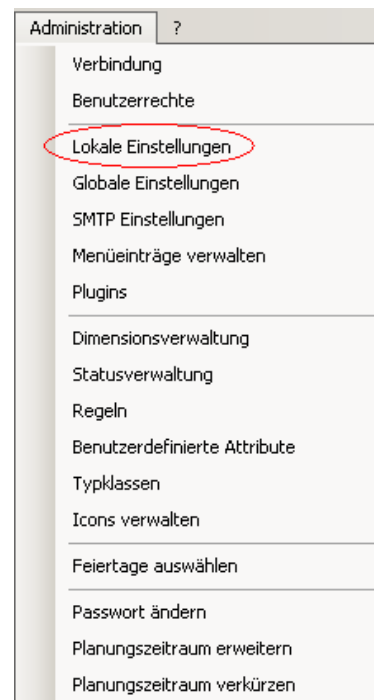 Administration ?
Verbindung
Benutzerrechte
Lokale Einstellungen
Globale Einstellungen
SMTP Einstellungen
Menüeinträge verwalten
Plugins
Dimensionsverwaltung
Statusverwaltung
Regeln
Benutzerdefinierte Attribute
Typklassen
Icons verwalten
Feiertage auswählen
Passwort ändern
Planungszeitraum erweitern
Planungszeitraum verkürzen